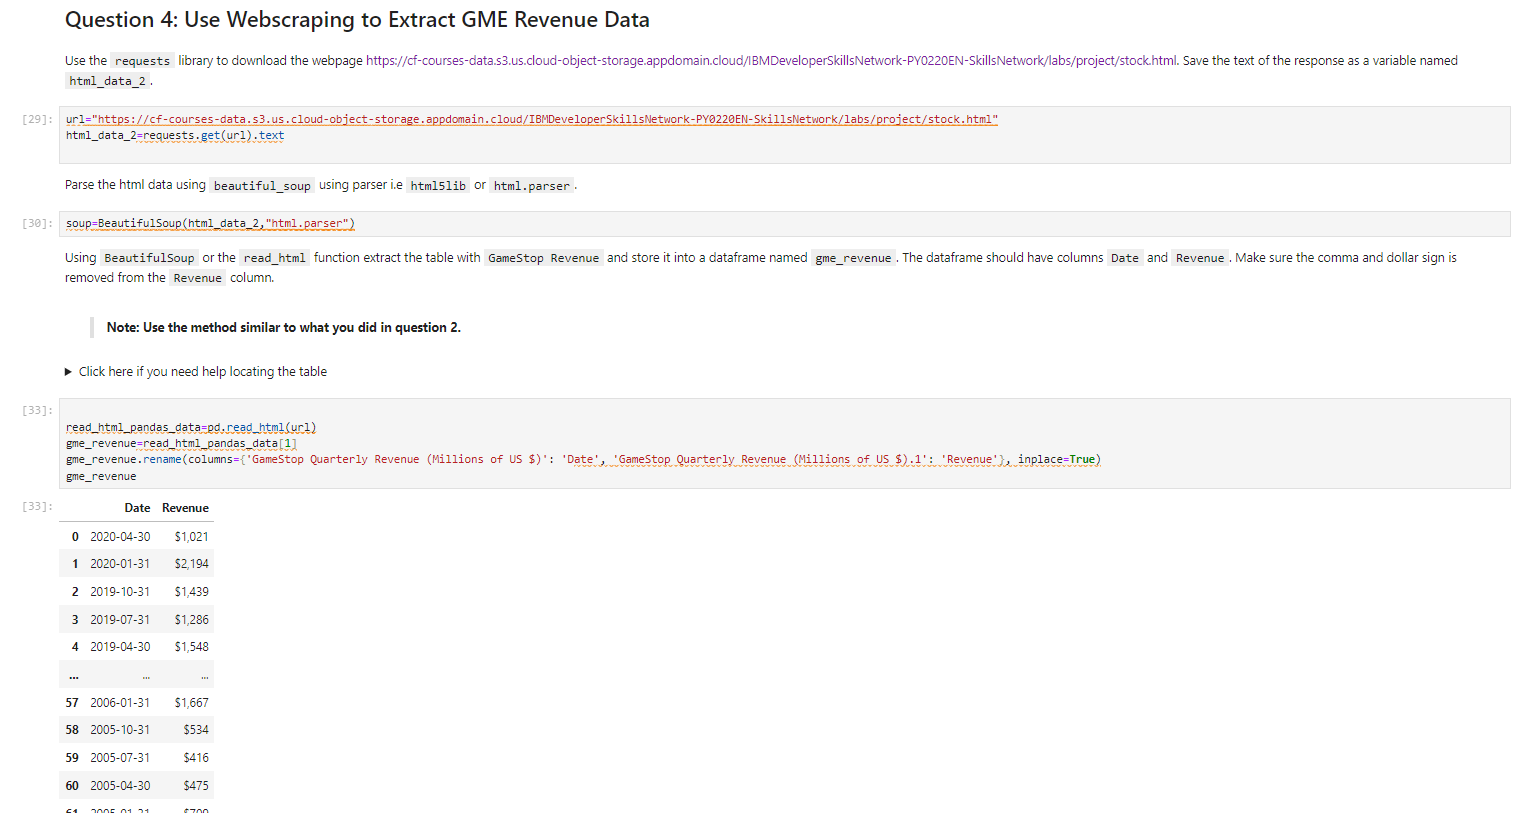 Question 4: Use Webscraping to Extract GME Revenue Data
Use the requests library to download the webpage https://cf-courses-data.s3.us.cloud-object-storage.appdomain.cloud/IBMDeveloperSkillsNetwork-PY0220EN-SkillsNetwork/labs/project/stock.html. Save the text of the response as a variable named
html_data_2 .
[29]: url="https://cf-courses-data.s3.us.cloud-object-storage.appdomain.cloud/IBMDeveloperSkillsNetwork-PY0220EN-SkillsNetwork/labs/project/stock.html"
html_data_2=requests.get(url).text
Parse the html data using beautiful_soup using parser i.e html5lib or html.parser .
[30]: soup=BeautifulSoup(html_data_2,"html.parser")
Using BeautifulSoup or the read_html function extract the table with GameStop Revenue and store it into a dataframe named gme_revenue . The dataframe should have columns Date and Revenue . Make sure the comma and dollar sign is
removed from the Revenue column.
Note: Use the method similar to what you did in question 2.
Click here if you need help locating the table
[33]:
read_html_pandas_data=pd.read_html(url)
gme_revenue=read_html_pandas_data[1]
gme_revenue.rename(columns={'GameStop Quarterly Revenue (Millions of US $)': 'Date', 'GameStop Quarterly Revenue (Millions of US $).1': 'Revenue'}, inplace=True)
gme_revenue
[33]: Date Revenue
0 2020-04-30 $1,021
1 2020-01-31 $2,194
2 2019-10-31 $1,439
3 2019-07-31 $1,286
4 2019-04-30 $1,548
... ... ...
57 2006-01-31 $1,667
58 2005-10-31 $534
59 2005-07-31 $416
60 2005-04-30 $475
61 2005-01-31 $709